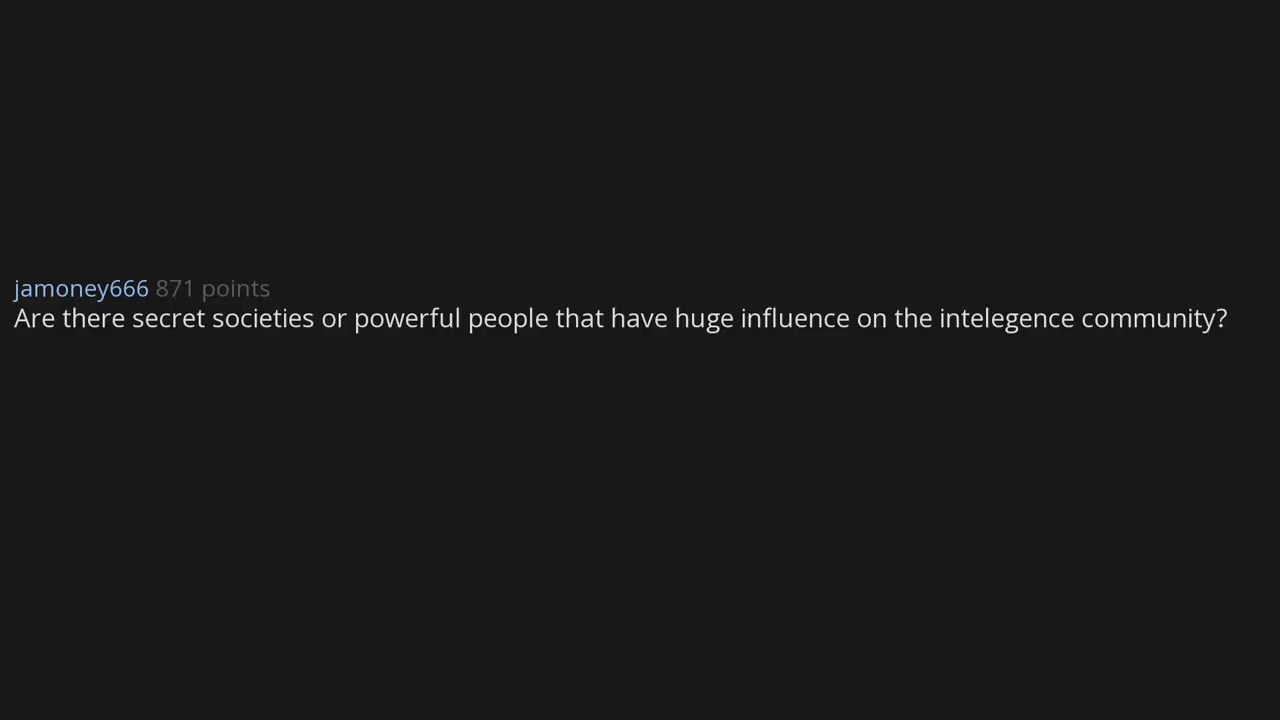 jamoney666 871 points
Are there secret societies or powerful people that have huge influence on the intelegence community?